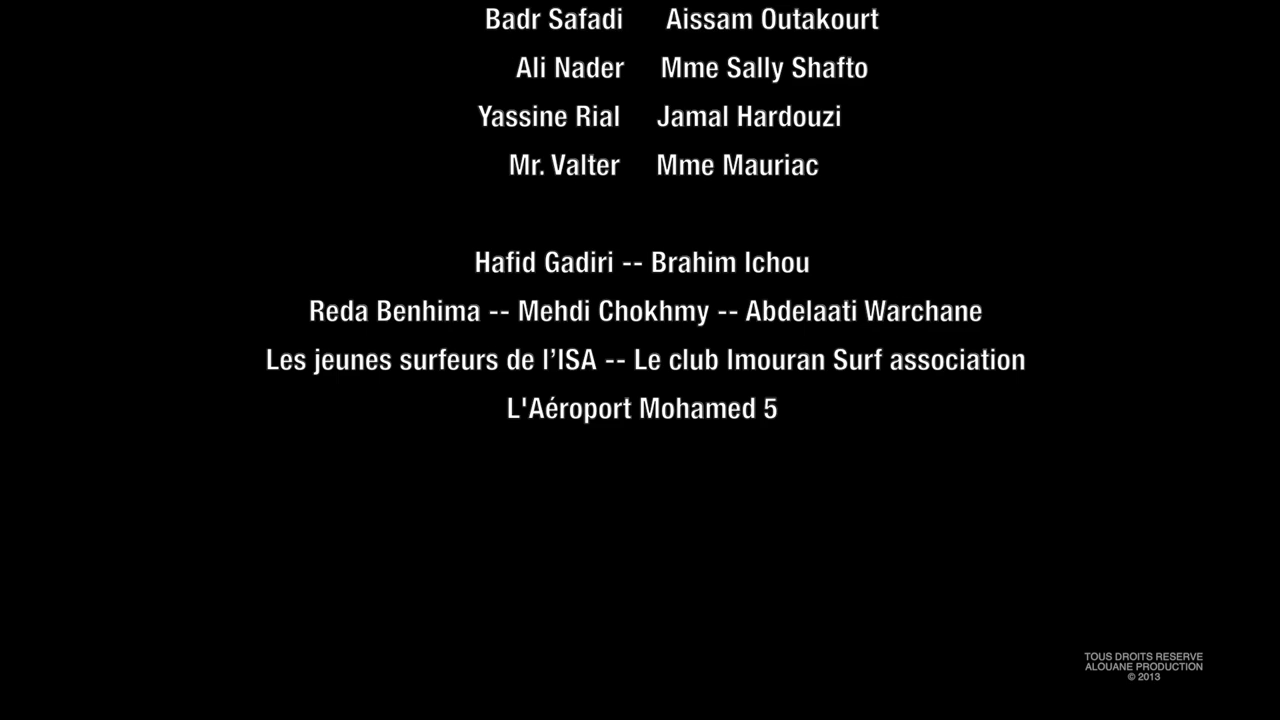 Badr Safadi Aissam Outakourt
Ali Nader Mme Sally Shafto
Yassine Rial Jamal Hardouzi
Mr. Valter Mme Mauriac
Hafid Gadiri -- Brahim Ichou
Reda Benhima -- Mehdi Chokhmy -- Abdelaati Warchane
Les jeunes surfeurs de l’ISA -- Le club Imouran Surf association
L'Aéroport Mohamed 5
TOUS DROITS RESERVE
ALOUANE PRODUCTION
© 2013